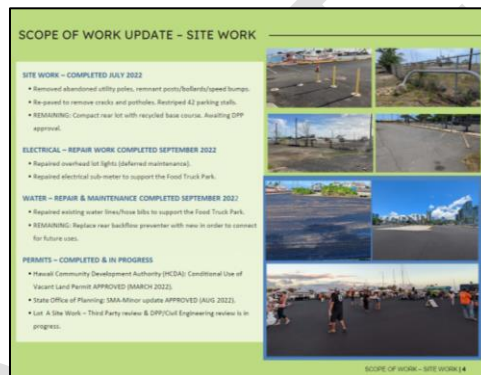 SCOPE OF WORK UPDATE – SITE WORK
SITE WORK – COMPLETED JULY 2022
• Removed abandoned utility poles, remnant posts/bollards/speed bumps.
• Re-paved to remove cracks and potholes. Restriped 42 parking stalls.
• REMAINING: Compact rear lot with recycled base course. Awaiting DPP
approval.
ELECTRICAL – REPAIR WORK COMPLETED SEPTEMBER 2022
• Repaired overhead lot lights (deferred maintenance).
• Repaired electrical sub-meter to support the Food Truck Park.
WATER – REPAIR & MAINTENANCE COMPLETED SEPTEMBER 2022
• Repaired existing water lines/hose bibs to support the Food Truck Park.
• REMAINING: Replace rear backflow preventer with new in order to connect
for future uses.
PERMITS – COMPLETED & IN PROGRESS
• Hawaii Community Development Authority (HCDA): Conditional Use of
Vacant Land Permit APPROVED (MARCH 2022).
• State Office of Planning: SMA-Minor update APPROVED (AUG 2022).
• Lot A Site Work – Third Party review & DPP/Civil Engineering review is in
progress.
SCOPE OF WORK – SITE WORK | 4